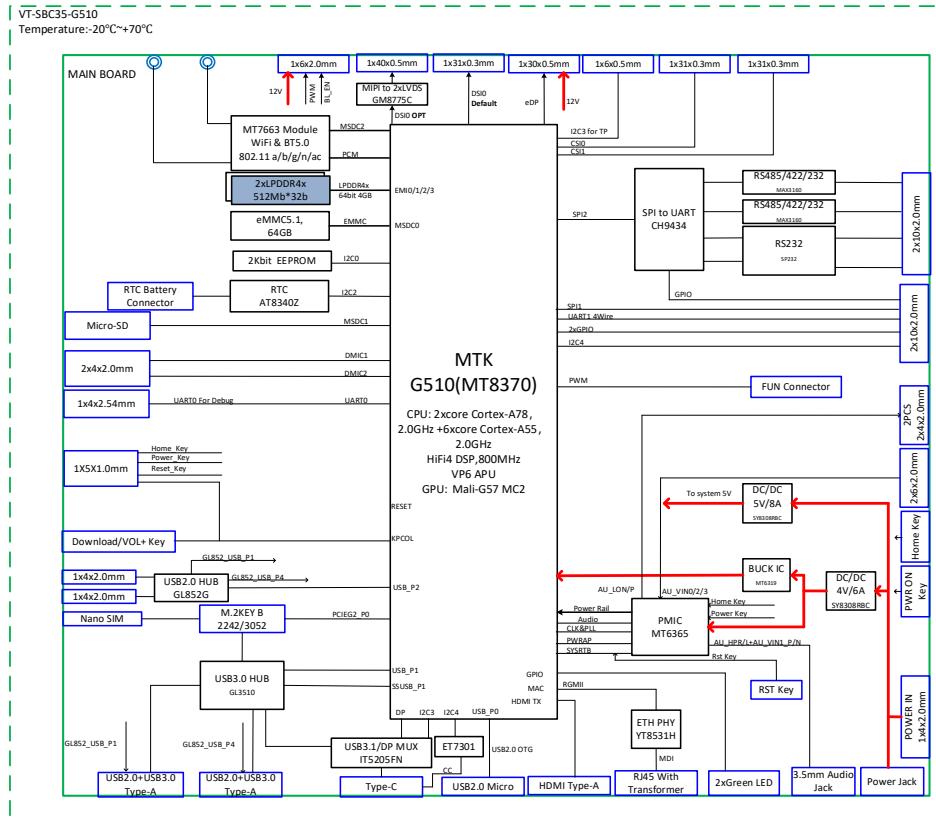 VT-SBC35-G510
Temperature:-20℃~+70℃
MAIN BOARD
1x6x2.0mm
1x40x0.5mm
1x31x0.3mm
1x30x0.5mm
1x6x0.5mm
1x31x0.3mm
1x31x0.3mm
12V
PWM
BL_EN
MIPI to 2xLVDS
GM8775C
DSI0 OPT
DSI0
Default
eDP
12V
I2C3 for TP
CSI0
CSI1
MT7663 Module
WiFi & BT5.0
802.11 a/b/g/n/ac
MSDC2
PCM
2xLPDDR4x
512Mb*32b
LPDDR4x
64bit 4GB
EMI0/1/2/3
eMMC5.1,
64GB
EMMC
MSDC0
2Kbit EEPROM
I2C0
RTC Battery
Connector
RTC
AT8340Z
I2C2
Micro-SD
MSDC1
2x4x2.0mm
DMIC1
DMIC2
1x4x2.54mm
UART0 For Debug
UART0
1X5X1.0mm
Home_Key
Power_Key
Reset_Key
RESET
Download/VOL+ Key
KPCOL
1x4x2.0mm
1x4x2.0mm
GL852_USB_P1
USB2.0 HUB
GL852G
GL852_USB_P4
USB_P2
Nano SIM
M.2KEY B
2242/3052
PCIEG2_P0
USB3.0 HUB
GL3510
USB_P1
SSUSB_P1
MTK
G510(MT8370)
CPU: 2xcore Cortex-A78,
2.0GHz +6xcore Cortex-A55,
2.0GHz
HiFi4 DSP,800MHz
VP6 APU
GPU: Mali-G57 MC2
SPI2
SPI to UART
CH9434
RS485/422/232
MAX3160
RS485/422/232
MAX3160
RS232
SP232
2x10x2.0mm
GPIO
SPI1
UART1 4Wire
2xGPIO
I2C4
2x10x2.0mm
PWM
FUN Connector
2PCS
2x4x2.0mm
2x6x2.0mm
To system 5V
DC/DC
5V/8A
SY8308RBC
Home Key
BUCK IC
MT6319
DC/DC
4V/6A
SY8308RBC
PWR ON
Key
AU_LON/P
AU_VIN0/2/3
Power Rail
Audio
CLK&PLL
PWRAP
SYSRTB
PMIC
MT6365
Home Key
Power Key
AU_HPR/L+AU_VIN1_P/N
Rst Key
RST Key
POWER IN
1x4x2.0mm
GPIO
MAC
HDMI TX
RGMII
ETH PHY
YT8531H
MDI
DP
I2C3
I2C4
USB_P0
USB3.1/DP MUX
IT5205FN
ET7301
CC
USB2.0 OTG
GL852_USB_P1
GL852_USB_P4
USB2.0+USB3.0
Type-A
USB2.0+USB3.0
Type-A
Type-C
USB2.0 Micro
HDMI Type-A
RJ45 With
Transformer
2xGreen LED
3.5mm Audio
Jack
Power Jack